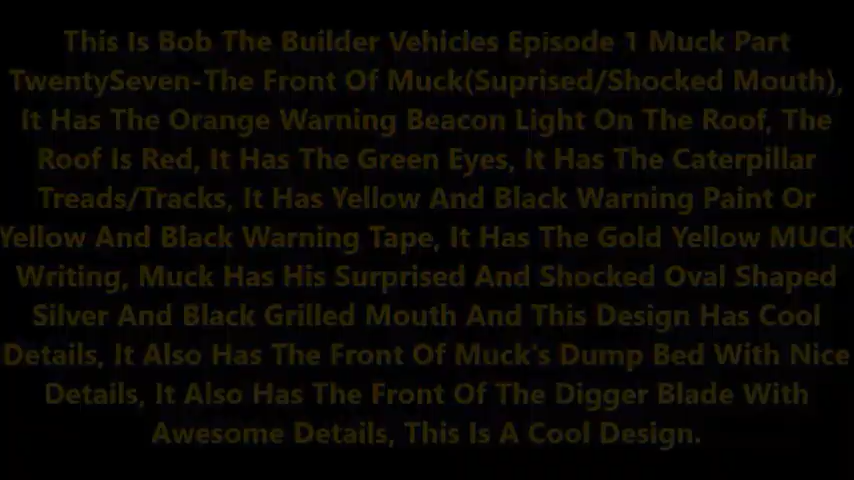 This Is Bob The Builder Vehicles Episode 1 Muck Part
TwentySeven-The Front Of Muck(Suprised/Shocked Mouth),
It Has The Orange Warning Beacon Light On The Roof, The
Roof Is Red, It Has The Green Eyes, It Has The Caterpillar
Treads/Tracks, It Has Yellow And Black Warning Paint Or
Yellow And Black Warning Tape, It Has The Gold Yellow MUCK
Writing, Muck Has His Surprised And Shocked Oval Shaped
Silver And Black Grilled Mouth And This Design Has Cool
Details, It Also Has The Front Of Muck's Dump Bed With Nice
Details, It Also Has The Front Of The Digger Blade With
Awesome Details, This Is A Cool Design.